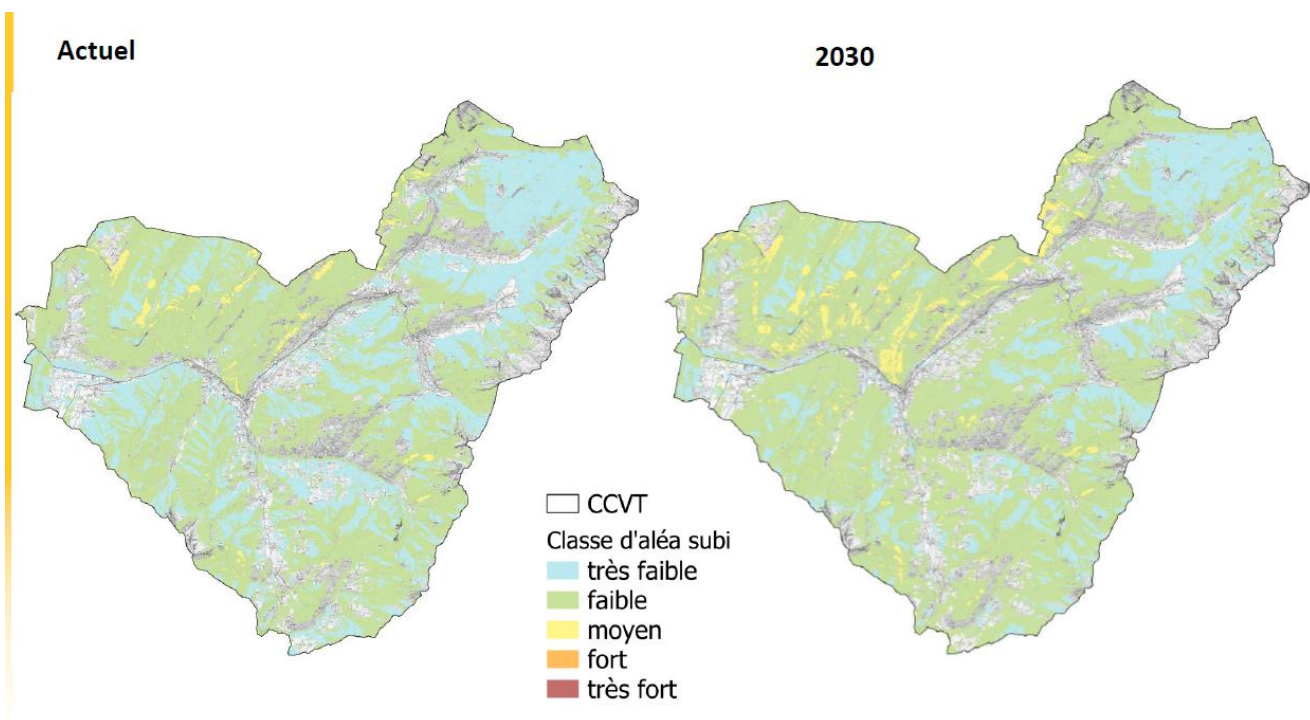 Actuel
2030
CCVT
Classe d'aléa subi
très faible
faible
moyen
fort
très fort